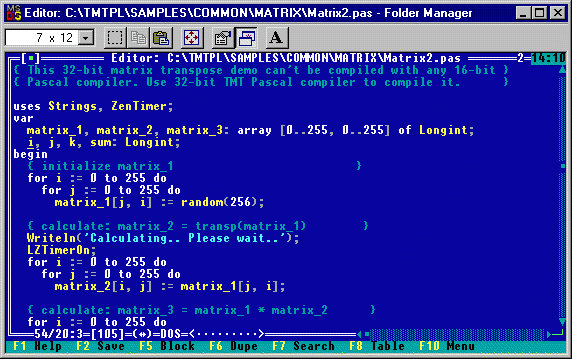 Editor: C:\TMTPL\SAMPLES\COMMON\MATRIX\Matrix2.pas - Folder Manager
7 x 12
A
[■] Editor: C:\TMTPL\SAMPLES\COMMON\MATRIX\Matrix2.pas 2 14:10
{ This 32-bit matrix transpose demo can't be compiled with any 16-bit }
{ Pascal compiler. Use 32-bit TMT Pascal compiler to compile it. }
uses Strings, ZenTimer;
var
matrix_1, matrix_2, matrix_3: array [0..255, 0..255] of Longint;
i, j, k, sum: Longint;
begin
{ initialize matrix_1 }
for i := 0 to 255 do
for j := 0 to 255 do
matrix_1[j, i] := random(256);
{ calculate: matrix_2 = transp(matrix_1) }
Writeln('Calculating.. Please wait..');
LZTimerOn;
for i := 0 to 255 do
for j := 0 to 255 do
matrix_2[i, j] := matrix_1[j, i];
{ calculate: matrix_3 = matrix_1 * matrix_2 }
for i := 0 to 255 do
54/20:3=[105]=(↔)=DOS=<·········>
F1 Help F2 Save F5 Block F6 Dupe F7 Search F8 Table F10 Menu